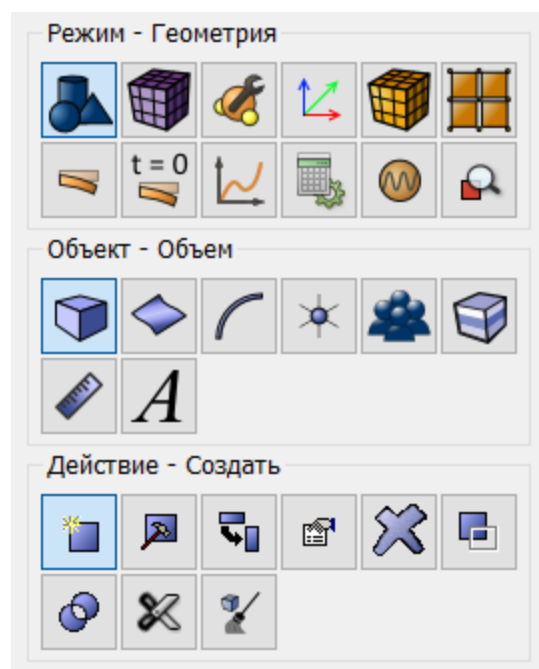 Режим - Геометрия
t = 0
Объект - Объем
A
Действие - Создать